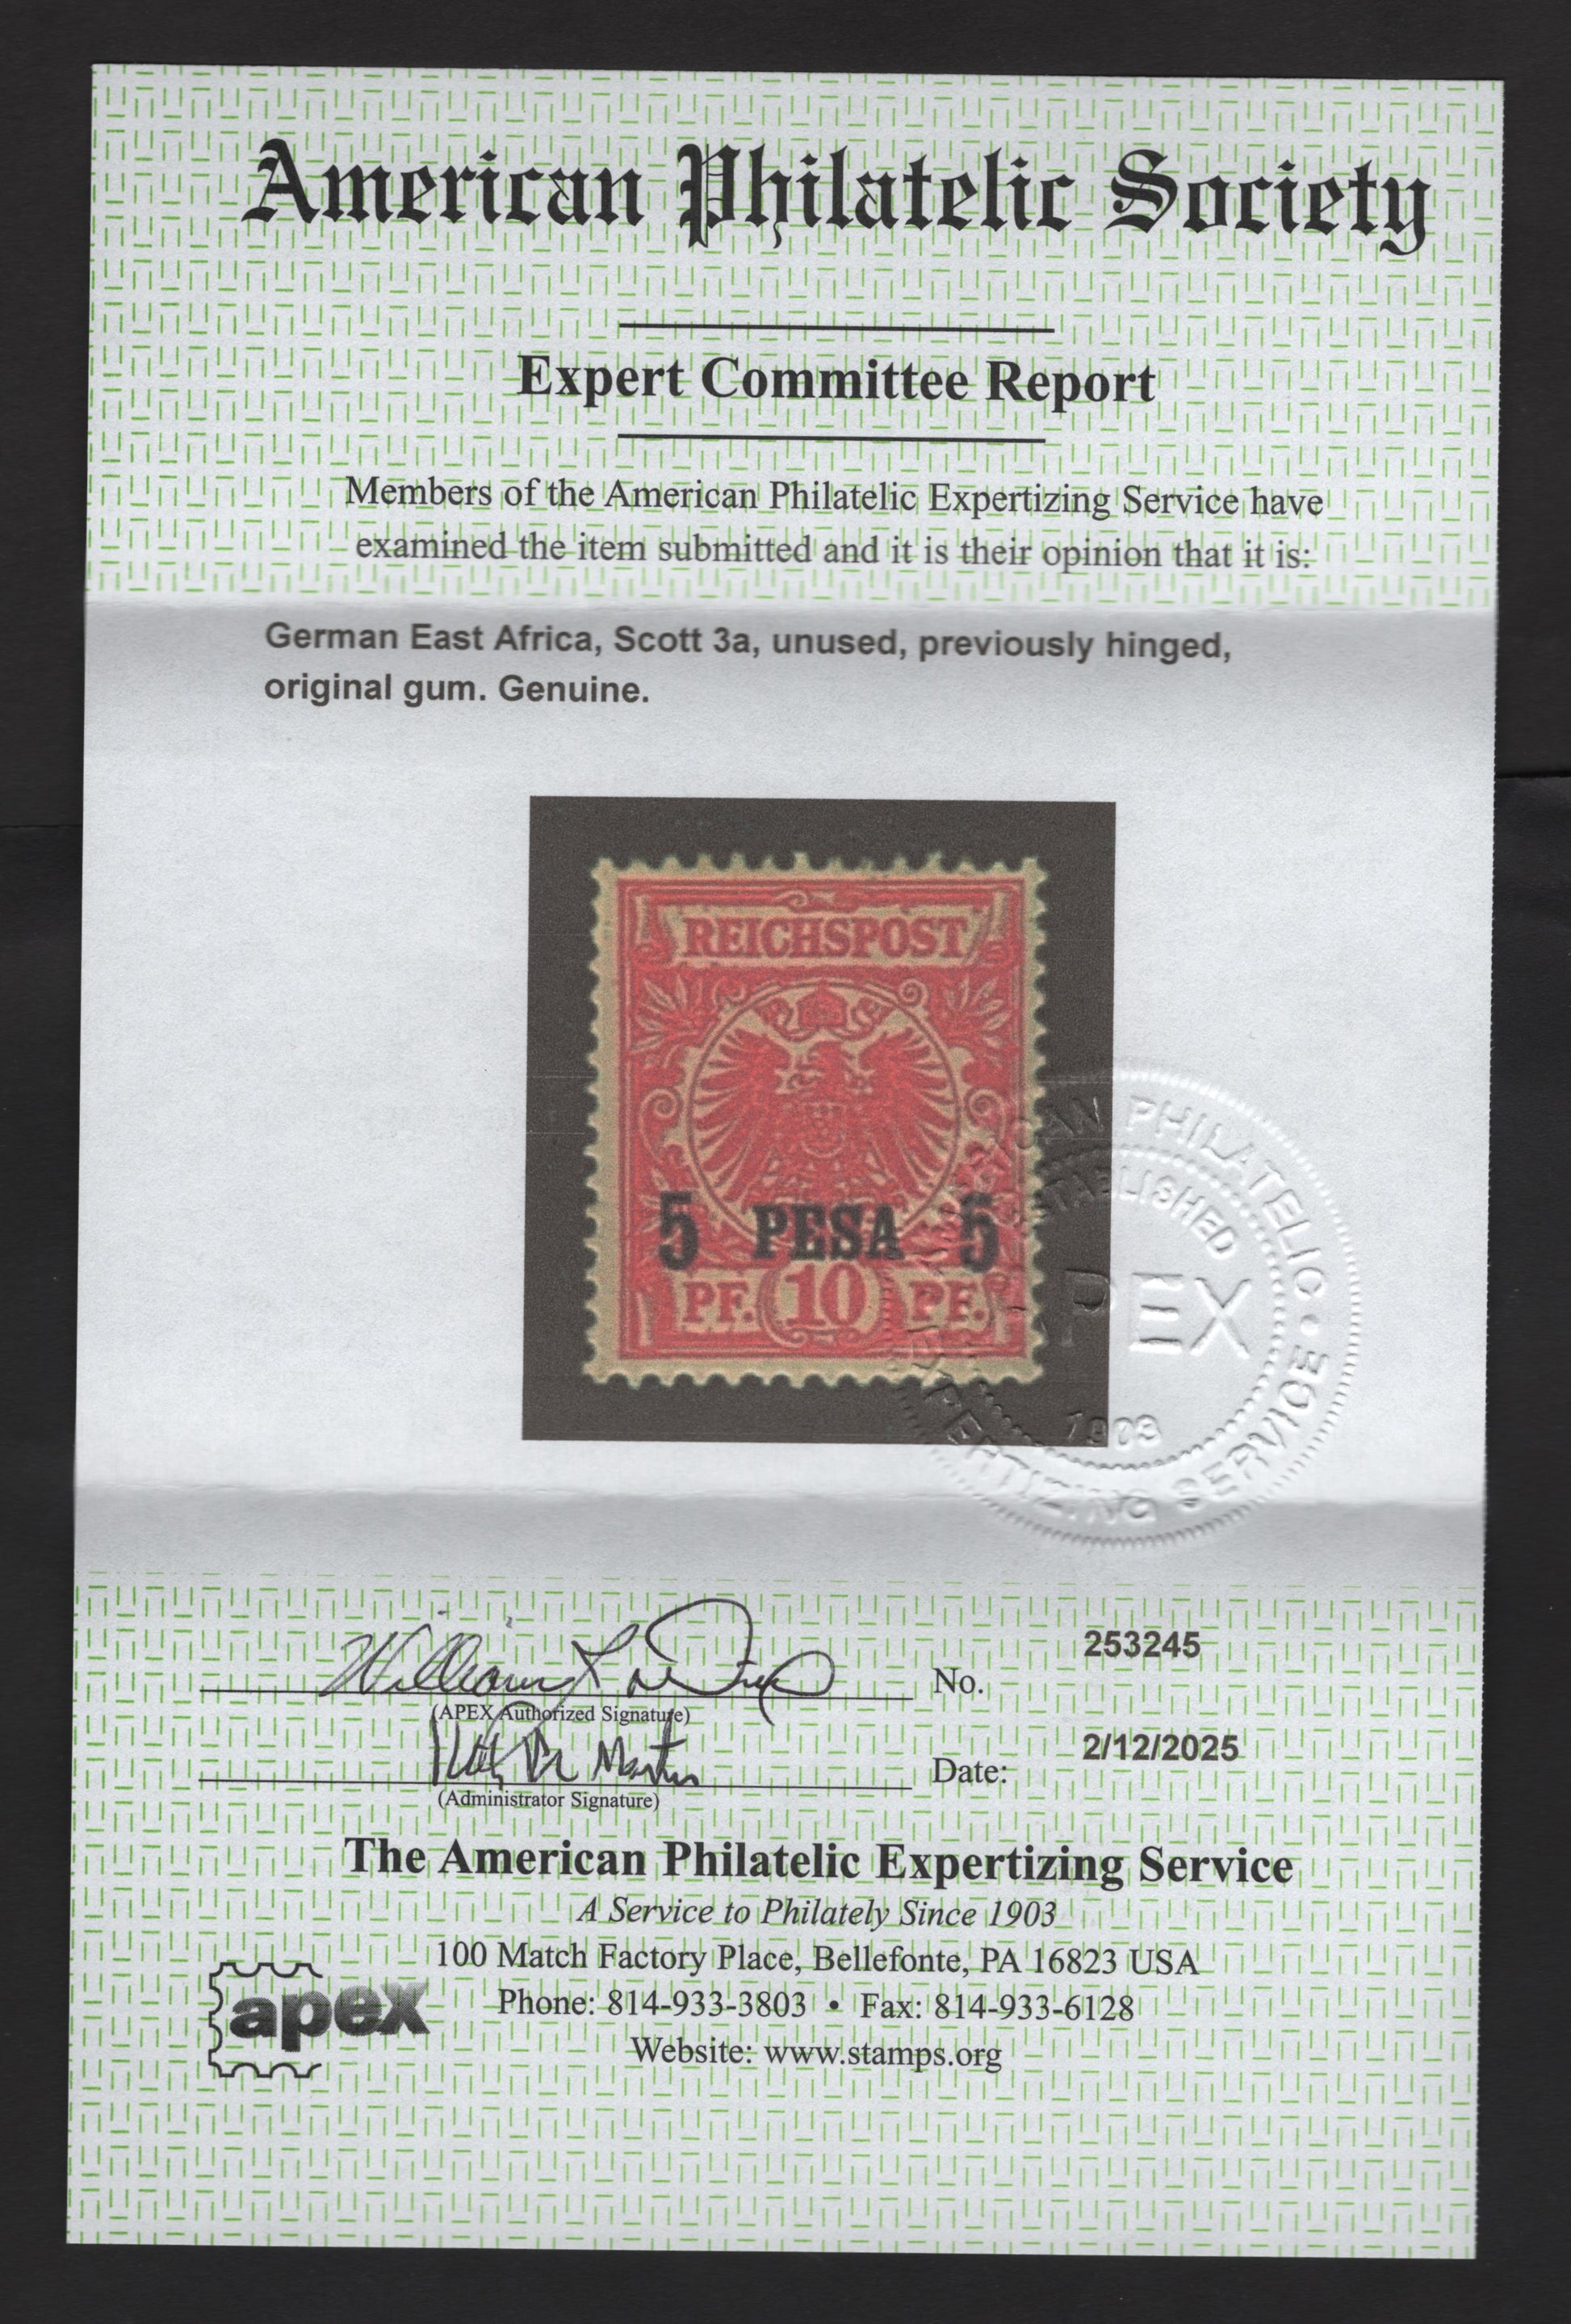 American Philatelic Society
Expert Committee Report
Members of the American Philatelic Expertizing Service have
examined the item submitted and it is their opinion that it is:
German East Africa, Scott 3a, unused, previously hinged,
original gum. Genuine.
REICHSPOST
5 PESA 5
PF. 10 PF.
AMERICAN PHILATELIC
EXPERTIZING SERVICE
ESTABLISHED
APEX
1903
253245
No.
(APEX Authorized Signature)
2/12/2025
Date:
(Administrator Signature)
The American Philatelic Expertizing Service
A Service to Philately Since 1903
100 Match Factory Place, Bellefonte, PA 16823 USA
apex
Phone: 814-933-3803 • Fax: 814-933-6128
Website: www.stamps.org